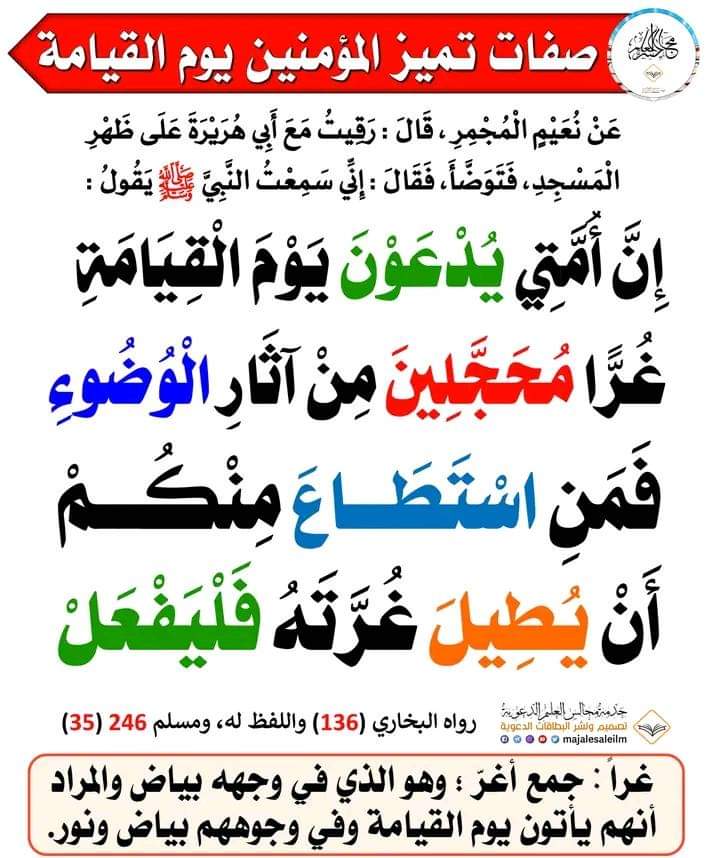 صفات تميز المؤمنين يوم القيامة
عَنْ نُعَيْمٍ الْمُجْمِرِ ، قَالَ : رَقِيتُ مَعَ أَبِي هُرَيْرَةَ عَلَى ظَهْرِ
الْمَسْجِدِ، فَتَوَضَّأَ، فَقَالَ : إِنِّي سَمِعْتُ النَّبِيَّ ﷺ يَقُولُ :
إِنَّ أُمَّتِي يُدْعَوْنَ يَوْمَ الْقِيَامَةِ
غُرًّا مُحَجَّلِينَ مِنْ آثَارِ الْوُضُوءِ
فَمَنِ اسْتَطَاعَ مِنْكُمْ
أَنْ يُطِيلَ غُرَّتَهُ فَلْيَفْعَلْ
خدمة مجالس العلم الدعوية
تصميم ونشر البطاقات الدعوية
majalesaleilm
رواه البخاري (136) واللفظ له، ومسلم 246 (35)
غراً : جمع أغرّ ؛ وهو الذي في وجهه بياض والمراد
أنهم يأتون يوم القيامة وفي وجوههم بياض ونور.